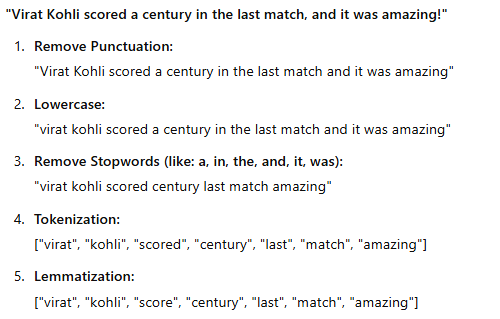 "Virat Kohli scored a century in the last match, and it was amazing!"
1. Remove Punctuation:
"Virat Kohli scored a century in the last match and it was amazing"
2. Lowercase:
"virat kohli scored a century in the last match and it was amazing"
3. Remove Stopwords (like: a, in, the, and, it, was):
"virat kohli scored century last match amazing"
4. Tokenization:
["virat", "kohli", "scored", "century", "last", "match", "amazing"]
5. Lemmatization:
["virat", "kohli", "score", "century", "last", "match", "amazing"]